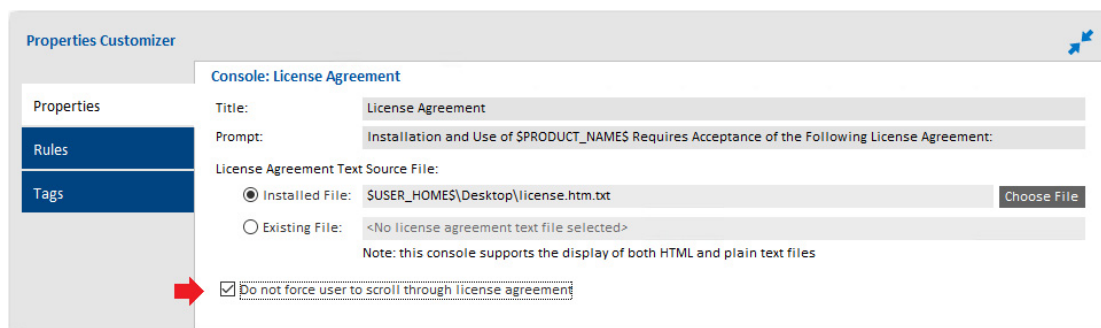 Properties Customizer
Console: License Agreement
Properties
Title: License Agreement
Prompt: Installation and Use of $PRODUCT_NAME$ Requires Acceptance of the Following License Agreement:
Rules
License Agreement Text Source File:
Tags
Installed File: $USER_HOME$\Desktop\license.htm.txt Choose File
Existing File: <No license agreement text file selected>
Note: this console supports the display of both HTML and plain text files
Do not force user to scroll through license agreement